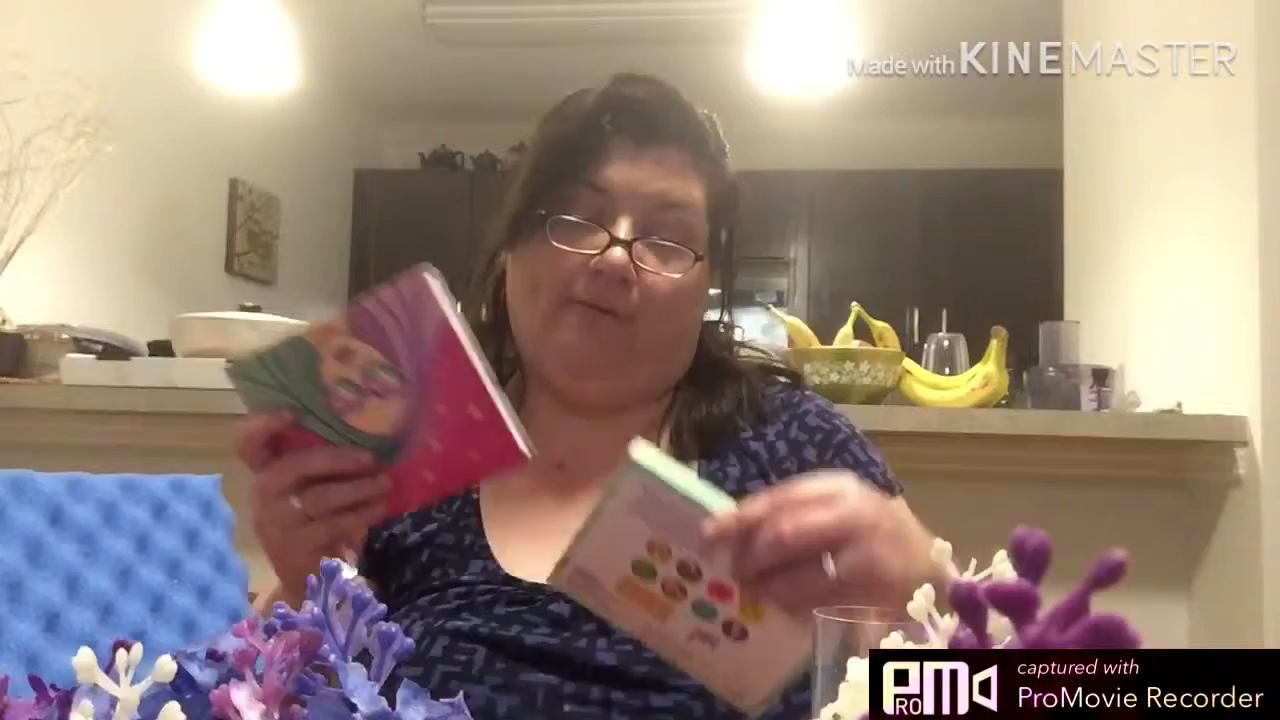 Made with KINEMASTER
captured with
PRO M
ProMovie Recorder